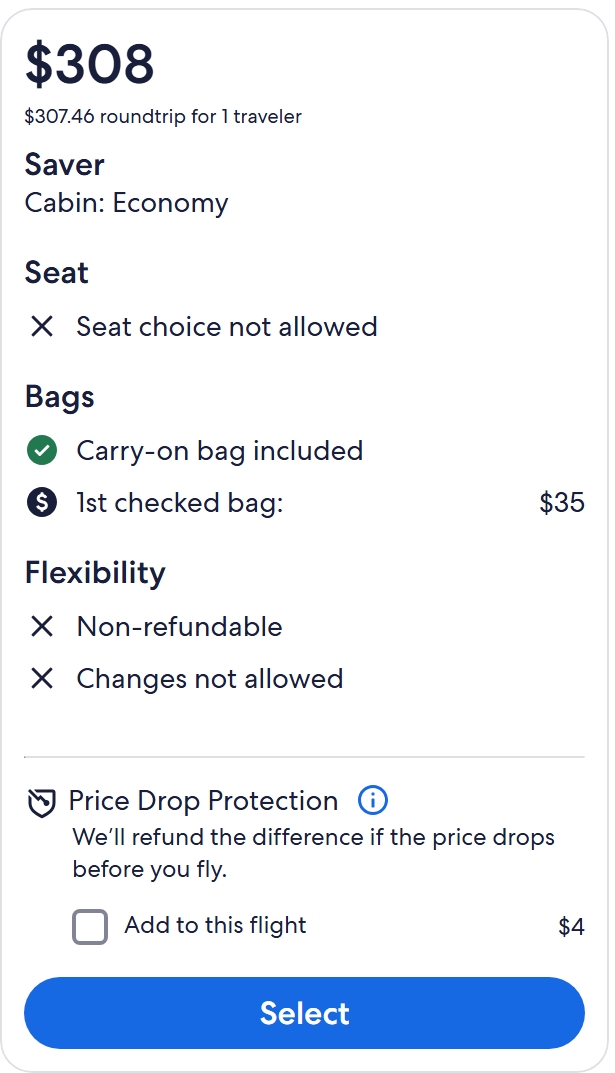 $308
$307.46 roundtrip for 1 traveler
Saver
Cabin: Economy
Seat
Seat choice not allowed
Bags
Carry-on bag included
1st checked bag: $35
Flexibility
Non-refundable
Changes not allowed
Price Drop Protection
We’ll refund the difference if the price drops
before you fly.
Add to this flight $4
Select